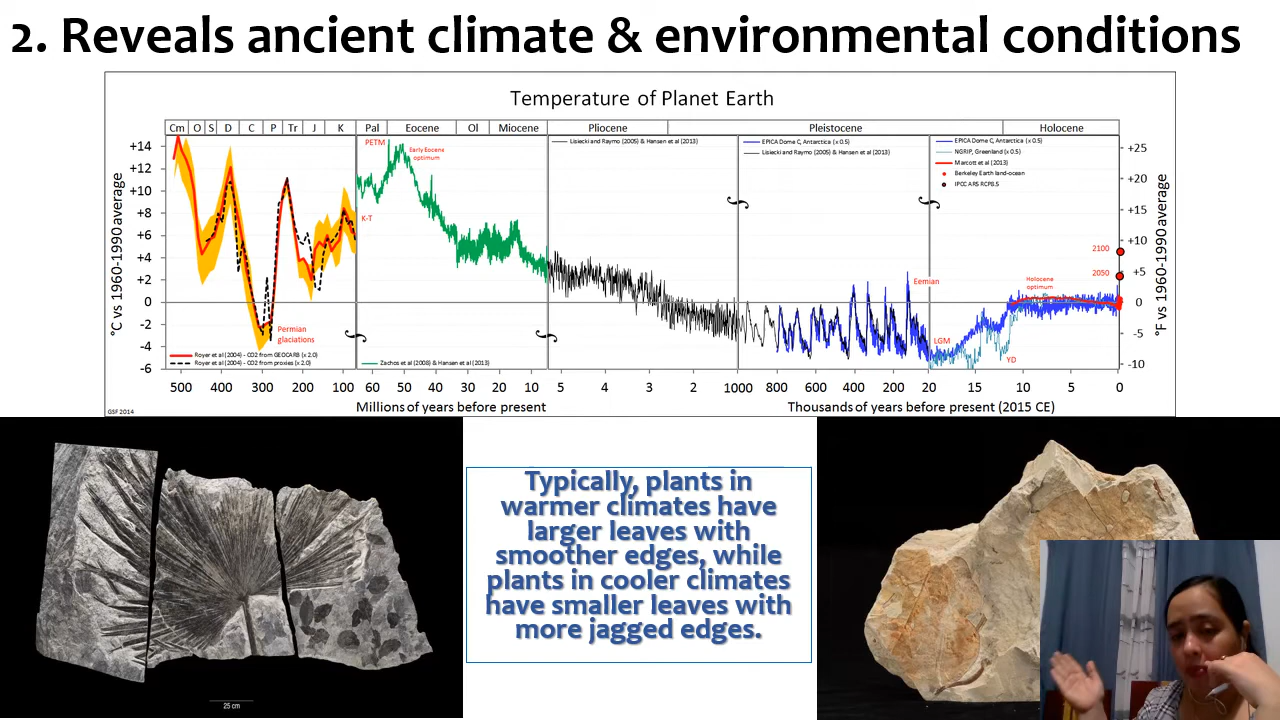 2. Reveals ancient climate & environmental conditions
Temperature of Planet Earth
Cm O S D C P Tr J K Pal Eocene Ol Miocene Pliocene Pleistocene Holocene
°C vs 1960-1990 average
+14
+12
+10
+8
+6
+4
+2
0
-2
-4
-6
PETM
Early Eocene
optimum
K-T
Permian
glaciations
Royer et al (2004) - CO2 from GEOCARB (x 2.0)
Royer et al (2004) - CO2 from proxies (x 2.0)
Zachos et al (2008) & Hansen et al (2013)
Lisiecki and Raymo (2005) & Hansen et al (2013)
EPICA Dome C, Antarctica (x 0.5)
Lisiecki and Raymo (2005) & Hansen et al (2013)
EPICA Dome C, Antarctica (x 0.5)
NGRIP, Greenland (x 0.5)
Marcott et al (2013)
Berkeley Earth land-ocean
IPCC AR5 RCP8.5
Eemian
LGM
YD
Holocene
optimum
2100
2050
+25
+20
+15
+10
+5
0
-5
-10
°F vs 1960-1990 average
500 400 300 200 100 60 50 40 30 20 10 5 4 3 2 1000 800 600 400 200 20 15 10 5 0
Millions of years before present
Thousands of years before present (2015 CE)
GSF 2014
Typically, plants in
warmer climates have
larger leaves with
smoother edges, while
plants in cooler climates
have smaller leaves with
more jagged edges.
25 cm